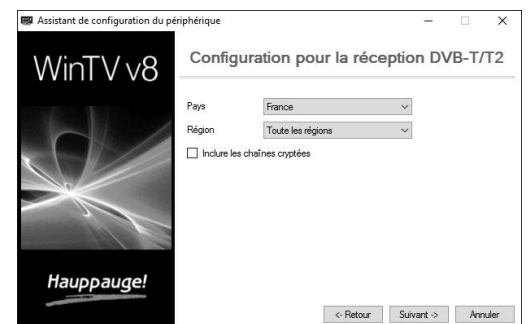 Assistant de configuration du périphérique
WinTV v8
Configuration pour la réception DVB-T/T2
Pays
France
Région
Toute les régions
Inclure les chaînes cryptées
Hauppauge!
<- Retour
Suivant ->
Annuler